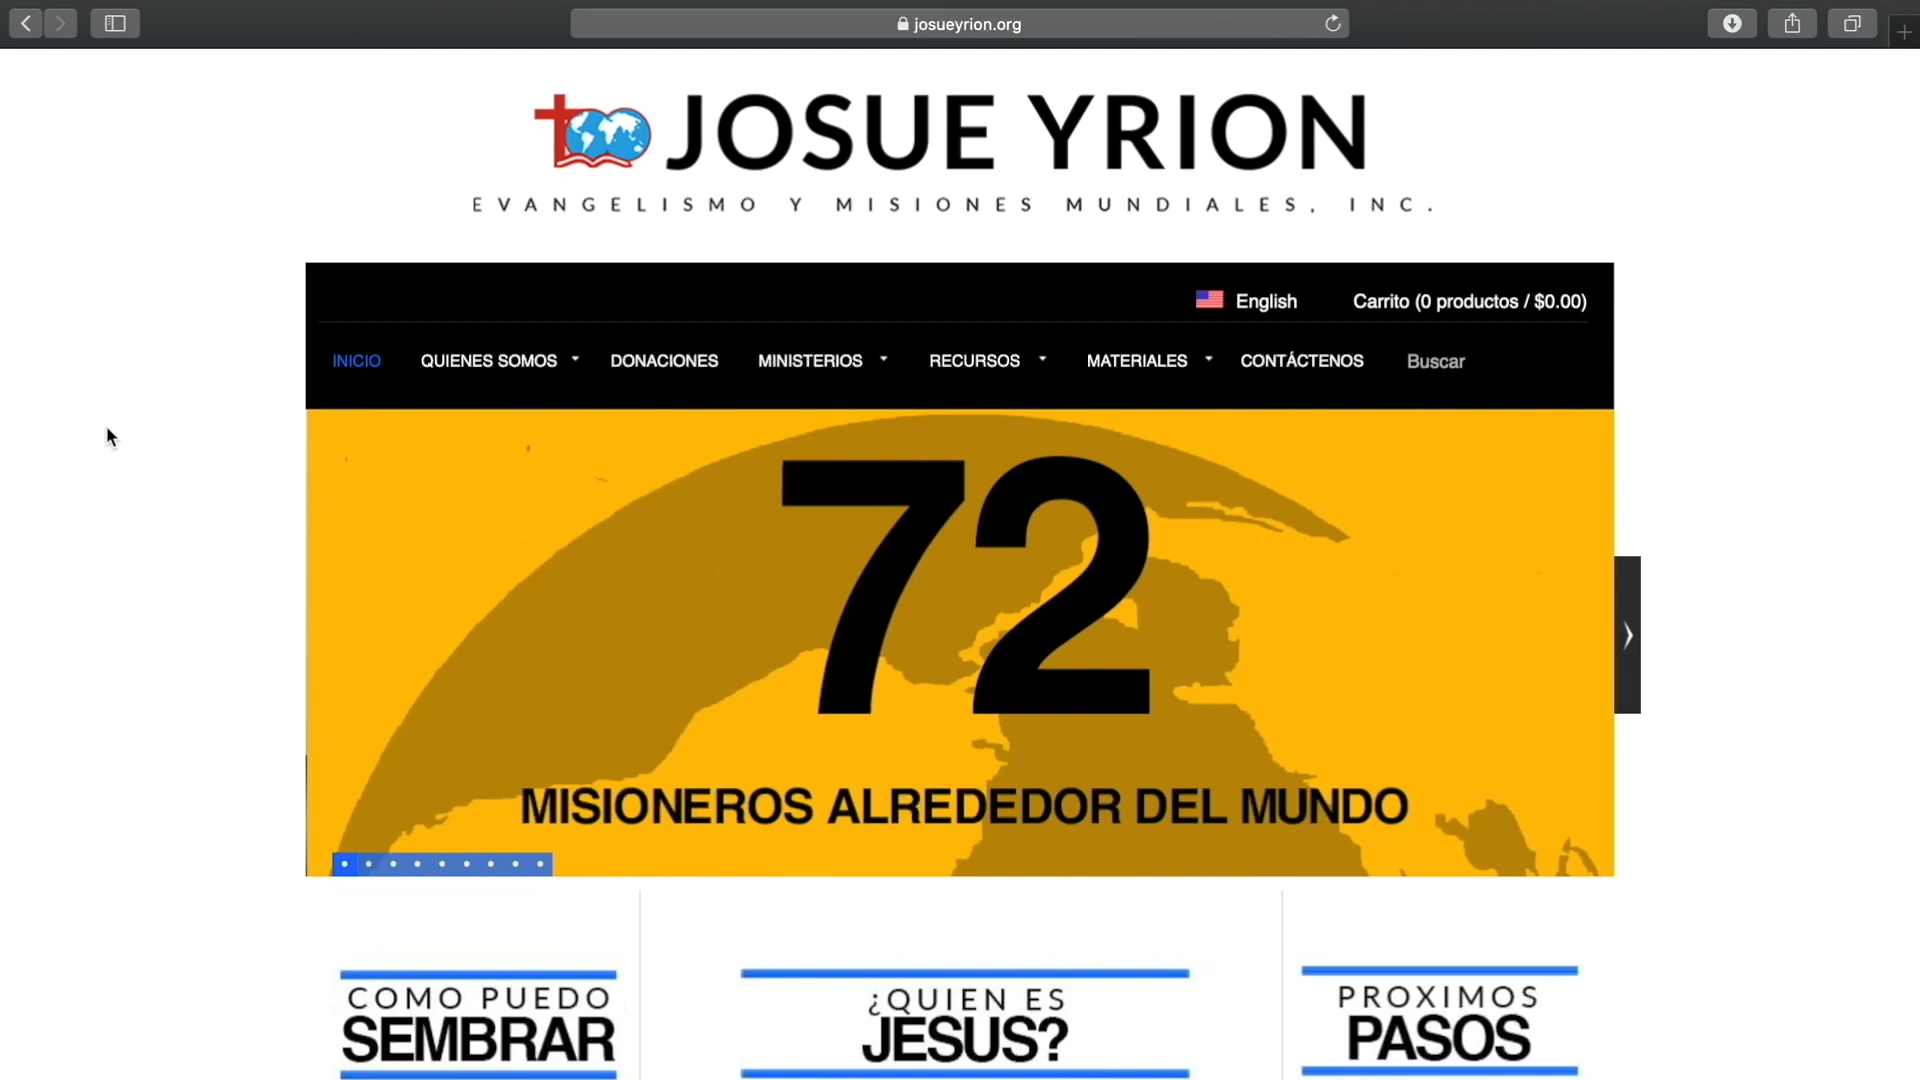 josueyrion.org
JOSUE YRION
EVANGELISMO Y MISIONES MUNDIALES, INC.
English
Carrito (0 productos / $0.00)
INICIO QUIENES SOMOS DONACIONES MINISTERIOS RECURSOS MATERIALES CONTÁCTENOS Buscar
72
MISIONEROS ALREDEDOR DEL MUNDO
COMO PUEDO
SEMBRAR
¿QUIEN ES
JESUS?
PROXIMOS
PASOS